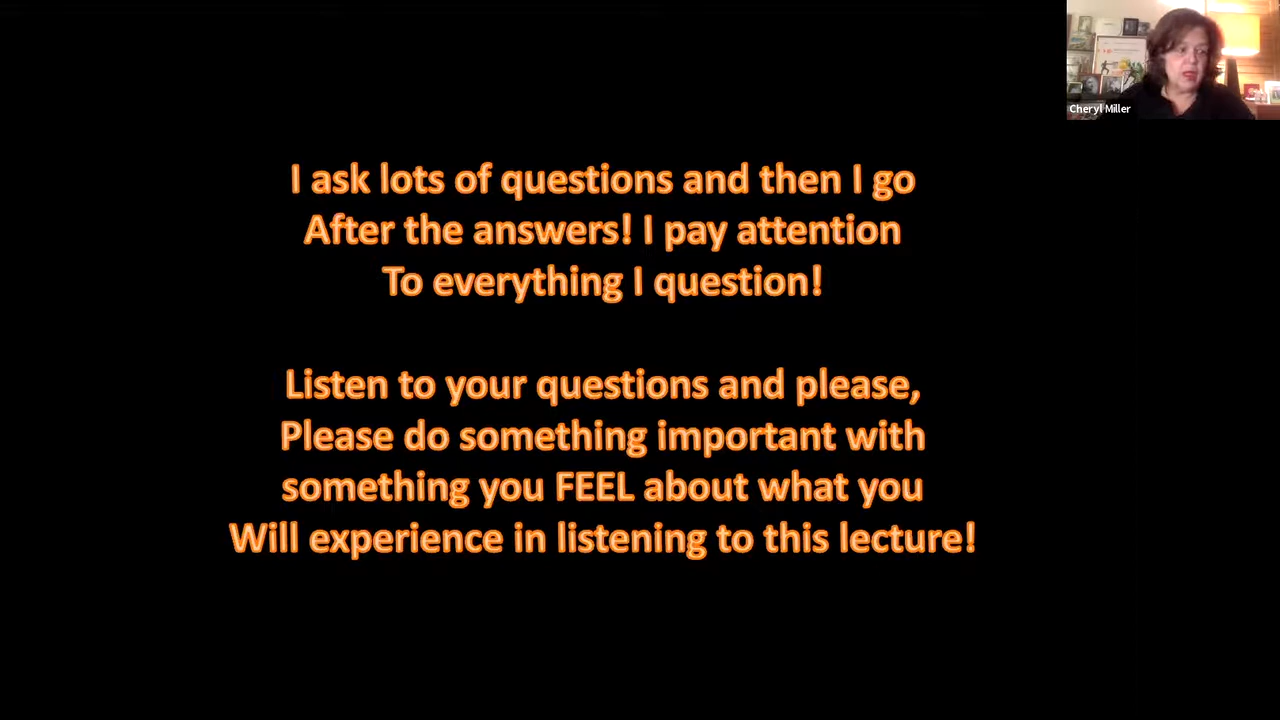 Cheryl Miller
I ask lots of questions and then I go
After the answers! I pay attention
To everything I question!
Listen to your questions and please,
Please do something important with
something you FEEL about what you
Will experience in listening to this lecture!